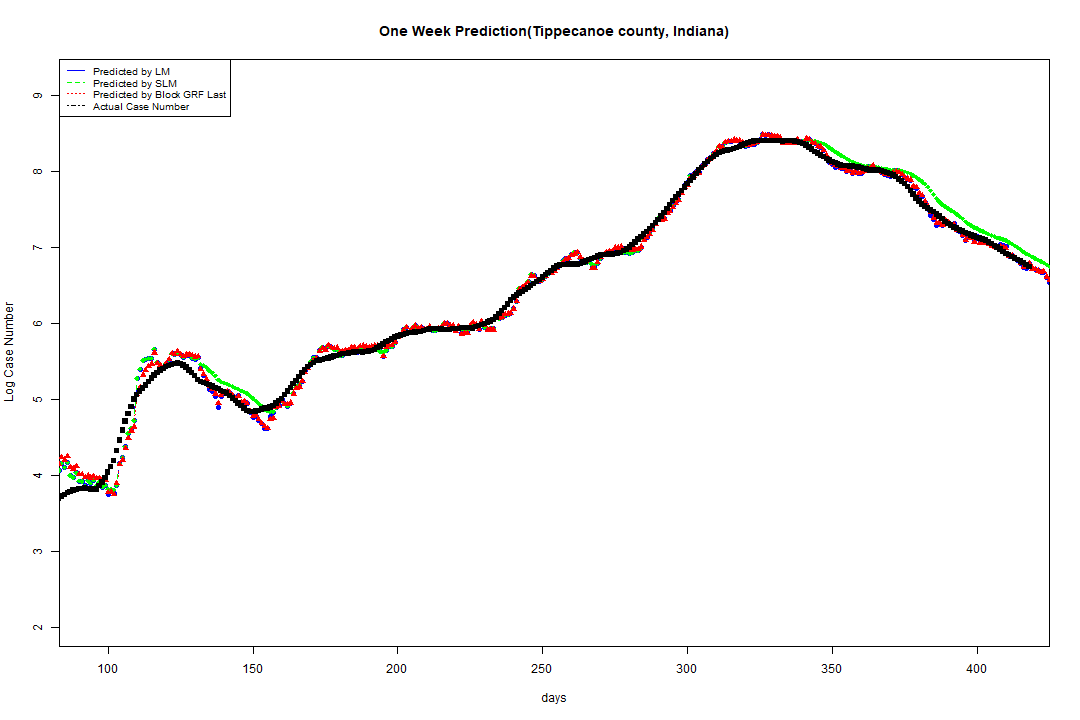 One Week Prediction(Tippecanoe county, Indiana)
Predicted by LM
Predicted by SLM
Predicted by Block GRF Last
Actual Case Number
Log Case Number
9
8
7
6
5
4
3
2
100 150 200 250 300 350 400
days